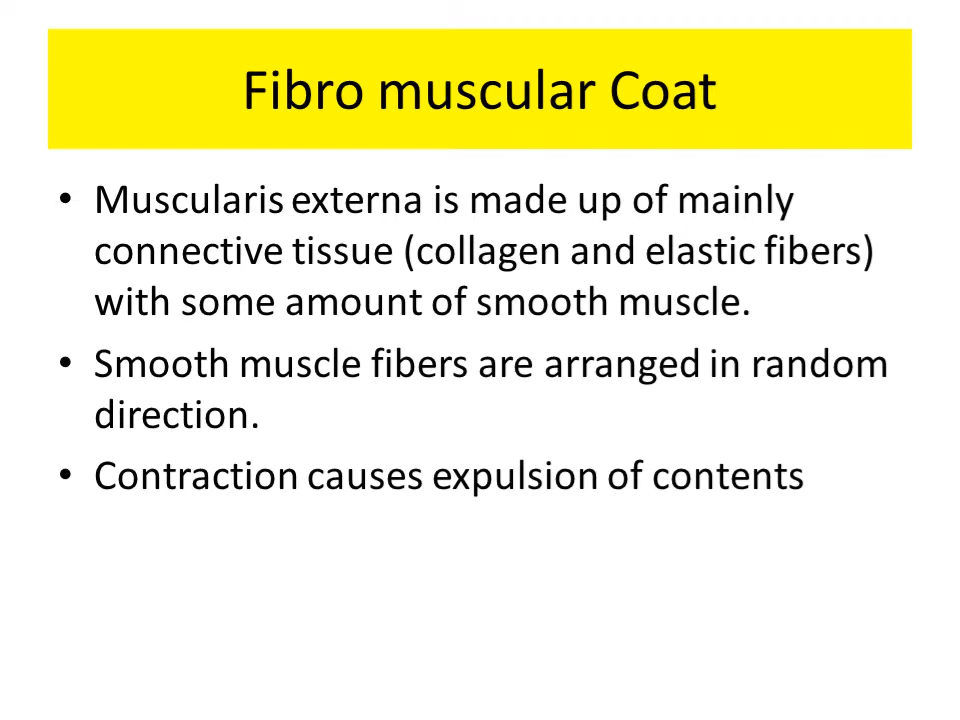 Fibro muscular Coat
• Muscularis externa is made up of mainly
connective tissue (collagen and elastic fibers)
with some amount of smooth muscle.
• Smooth muscle fibers are arranged in random
direction.
• Contraction causes expulsion of contents